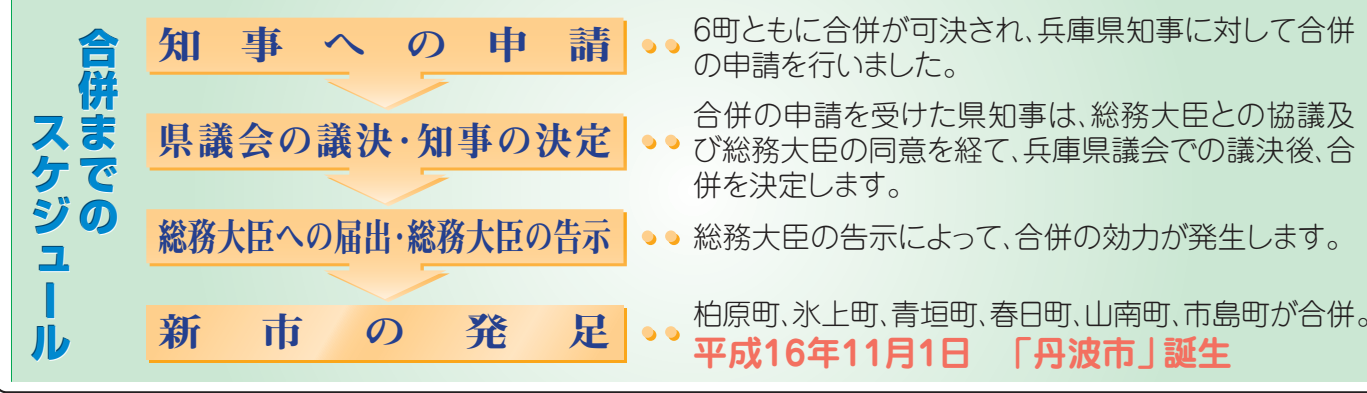 合併までの
スケジュール
知事への申請
6町ともに合併が可決され、兵庫県知事に対して合併
の申請を行いました。
県議会の議決・知事の決定
合併の申請を受けた県知事は、総務大臣との協議及
び総務大臣の同意を経て、兵庫県議会での議決後、合
併を決定します。
総務大臣への届出・総務大臣の告示
総務大臣の告示によって、合併の効力が発生します。
新市の発足
柏原町、氷上町、青垣町、春日町、山南町、市島町が合併。
平成16年11月1日 「丹波市」誕生